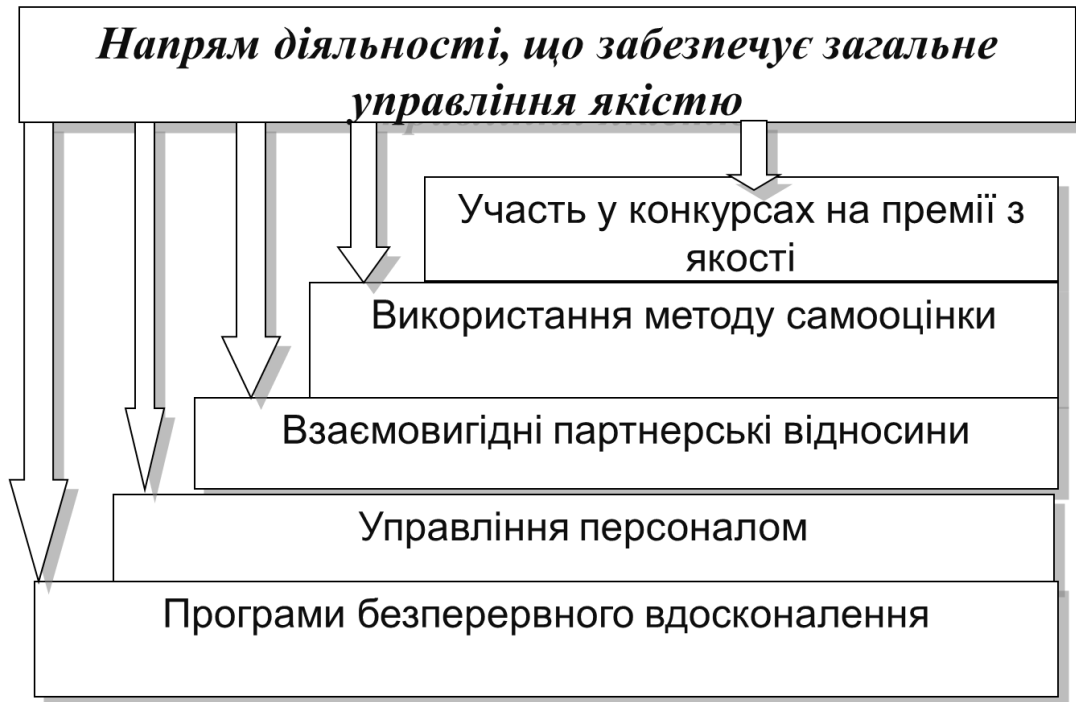 Напрям діяльності, що забезпечує загальне
управління якістю
Участь у конкурсах на премії з
якості
Використання методу самооцінки
Взаємовигідні партнерські відносини
Управління персоналом
Програми безперервного вдосконалення